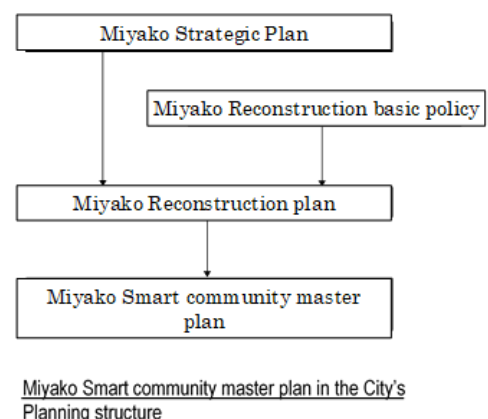 Miyako Strategic Plan
Miyako Reconstruction basic policy
Miyako Reconstruction plan
Miyako Smart community master
plan
Miyako Smart community master plan in the City's
Planning structure